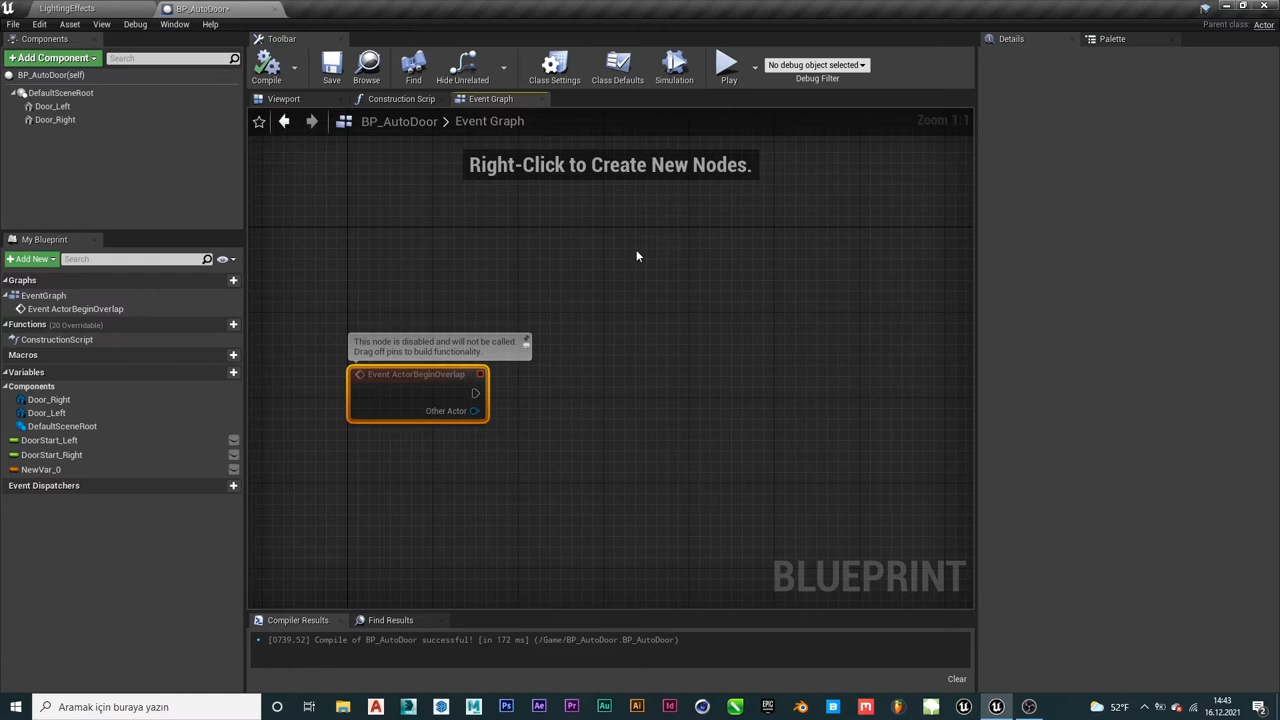 LightingEffects
BP_AutoDoor*
File Edit Asset View Debug Window Help
Parent class: Actor
Components
Toolbar
Details
Palette
+Add Component
Search
BP_AutoDoor(self)
DefaultSceneRoot
Door_Left
Door_Right
Compile
Save
Browse
Find
Hide Unrelated
Class Settings
Class Defaults
Simulation
Play
No debug object selected
Debug Filter
Viewport
Construction Scrip
Event Graph
BP_AutoDoor > Event Graph
Zoom 1:1
Right-Click to Create New Nodes.
My Blueprint
+Add New
Search
Graphs
EventGraph
Event ActorBeginOverlap
Functions (20 Overridable)
ConstructionScript
Macros
Variables
Components
Door_Right
Door_Left
DefaultSceneRoot
DoorStart_Left
DoorStart_Right
NewVar_0
Event Dispatchers
This node is disabled and will not be called.
Drag off pins to build functionality.
Event ActorBeginOverlap
Other Actor
BLUEPRINT
Compiler Results
Find Results
[0739,52] Compile of BP_AutoDoor successful! [in 172 ms] (/Game/BP_AutoDoor.BP_AutoDoor)
Clear
Aramak için buraya yazın
Ps
Ae
Pr
Au
Ai
Id
52°F
14:43
16.12.2021